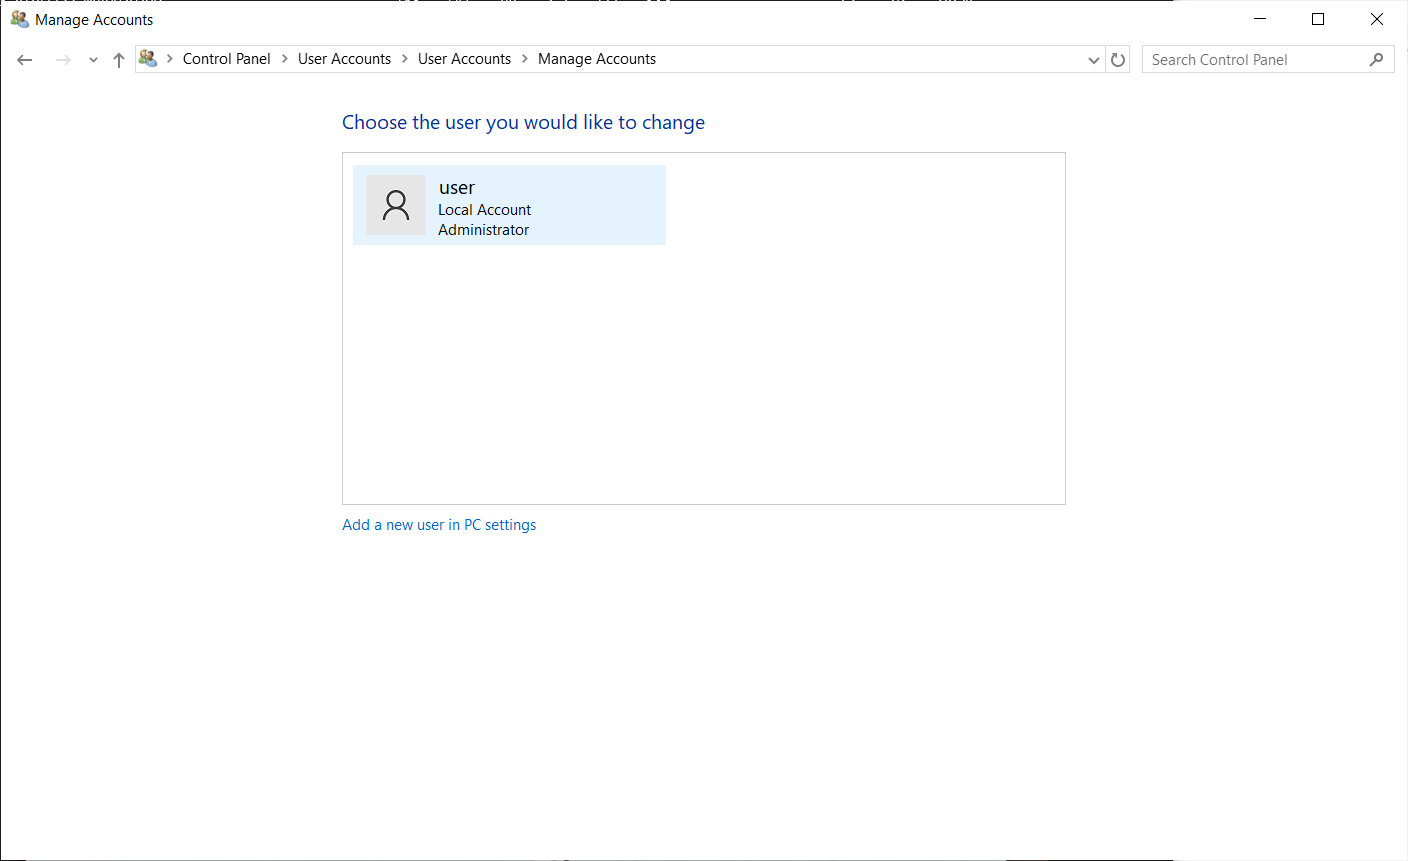 Manage Accounts
Control Panel User Accounts User Accounts Manage Accounts
Search Control Panel
Choose the user you would like to change
user
Local Account
Administrator
Add a new user in PC settings